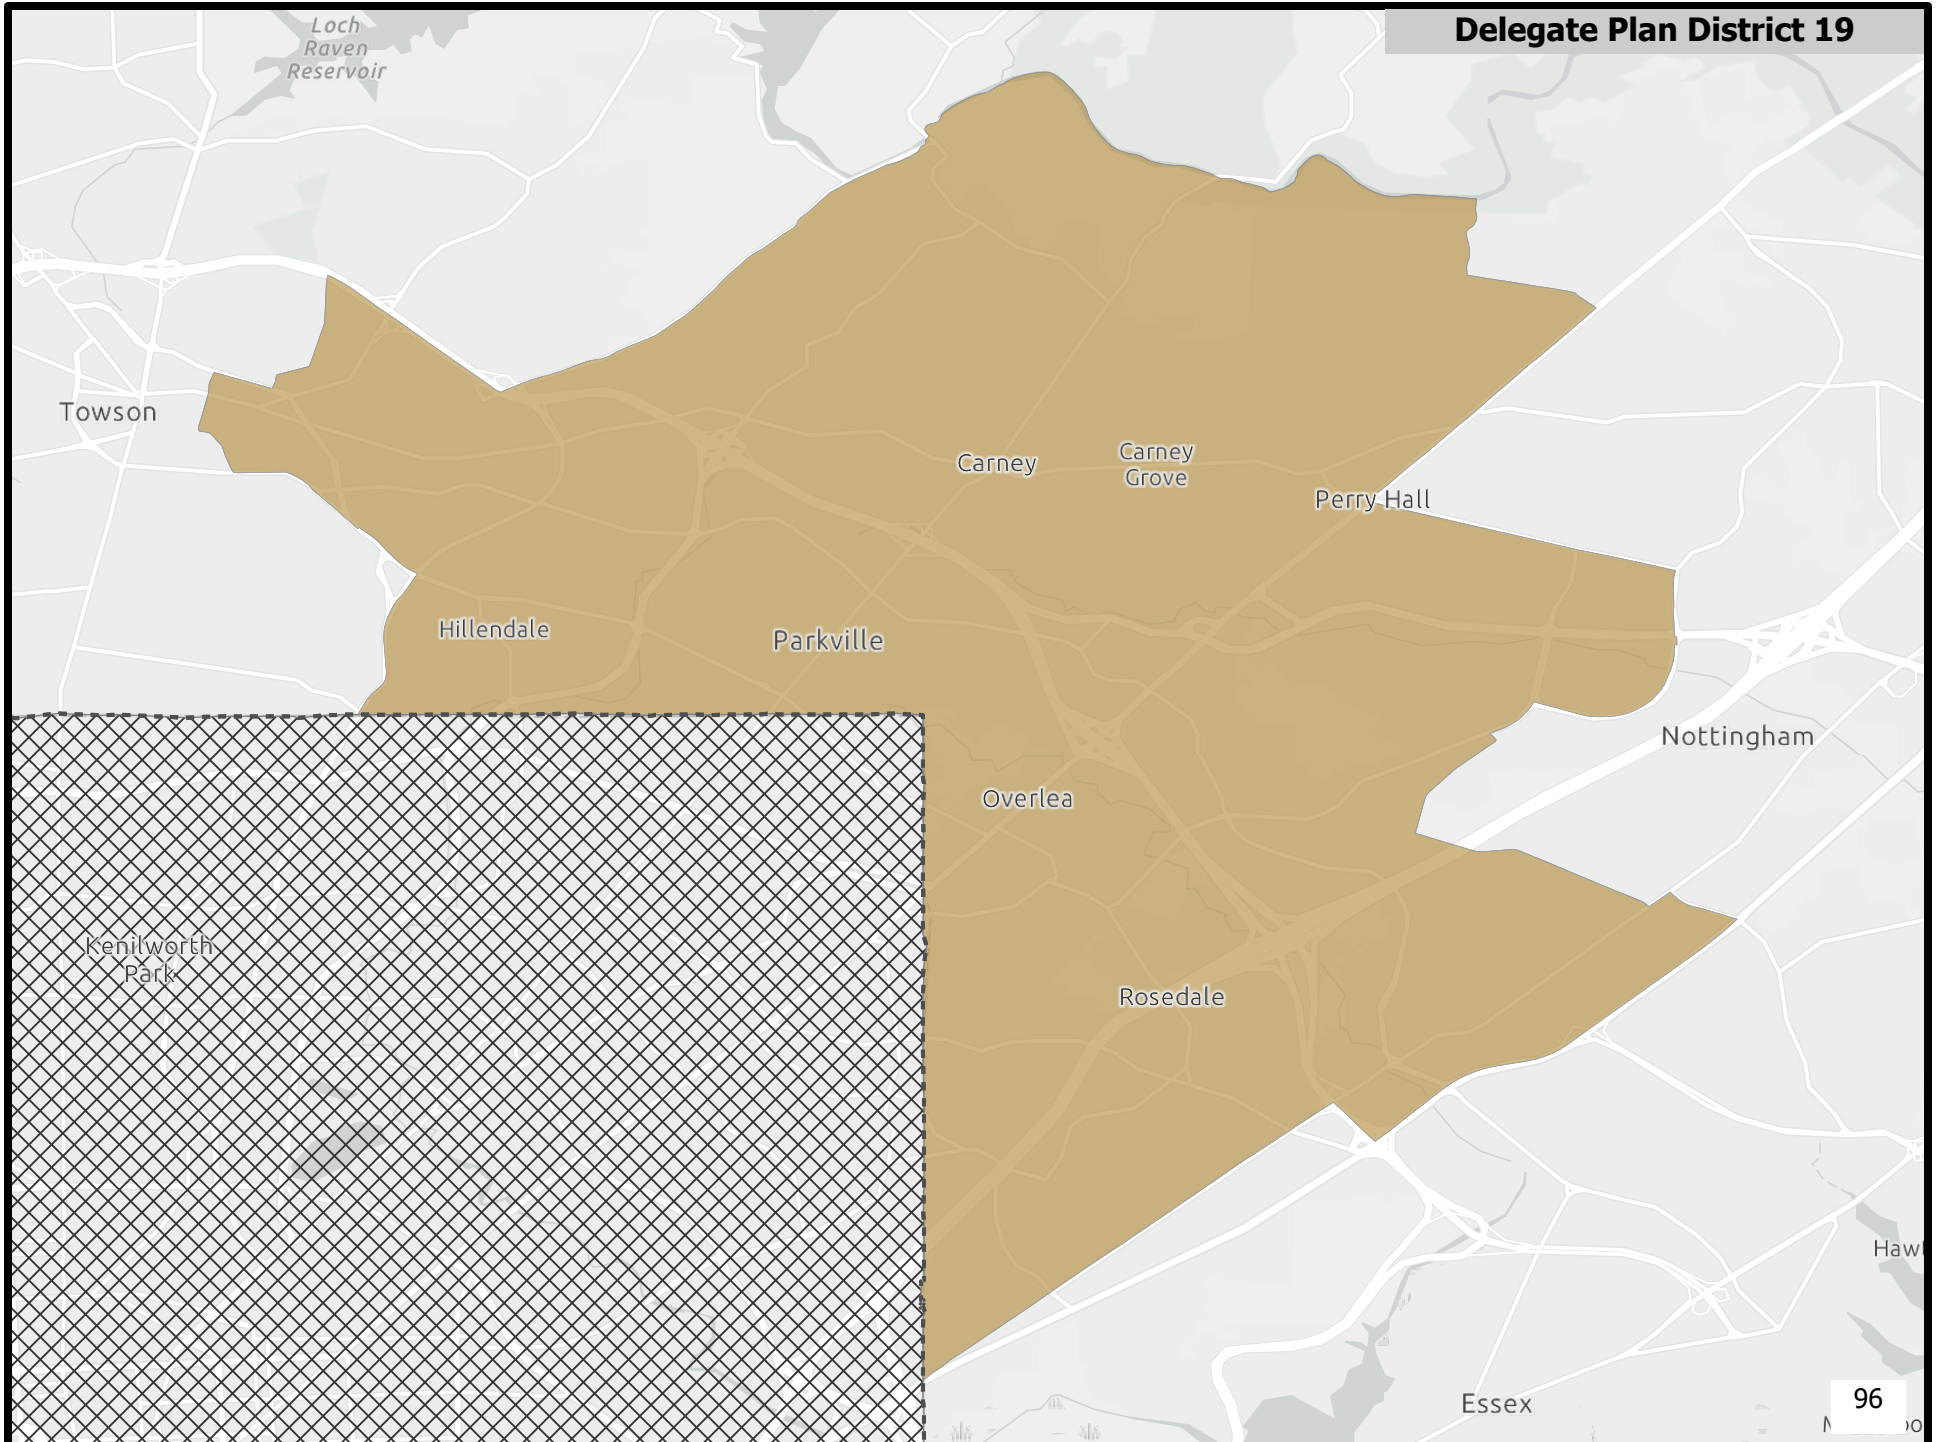 Delegate Plan District 19
Loch
Raven
Reservoir
Towson
Carney
Carney
Grove
Perry Hall
Hillendale
Parkville
Nottingham
Overlea
Kenilworth
Park
Rosedale
Essex
96